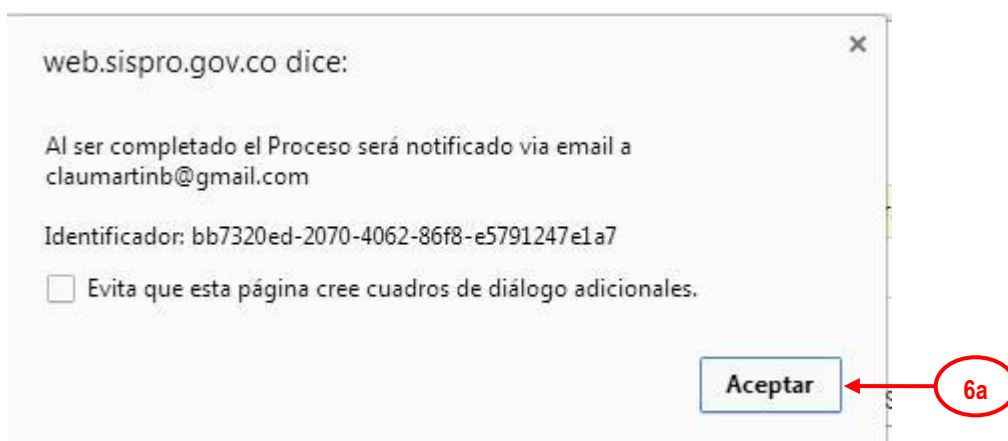 web.sispro.gov.co dice:
Al ser completado el Proceso será notificado via email a
claumartinb@gmail.com
Identificador: bb7320ed-2070-4062-86f8-e5791247e1a7
Evita que esta página cree cuadros de diálogo adicionales.
Aceptar
6a